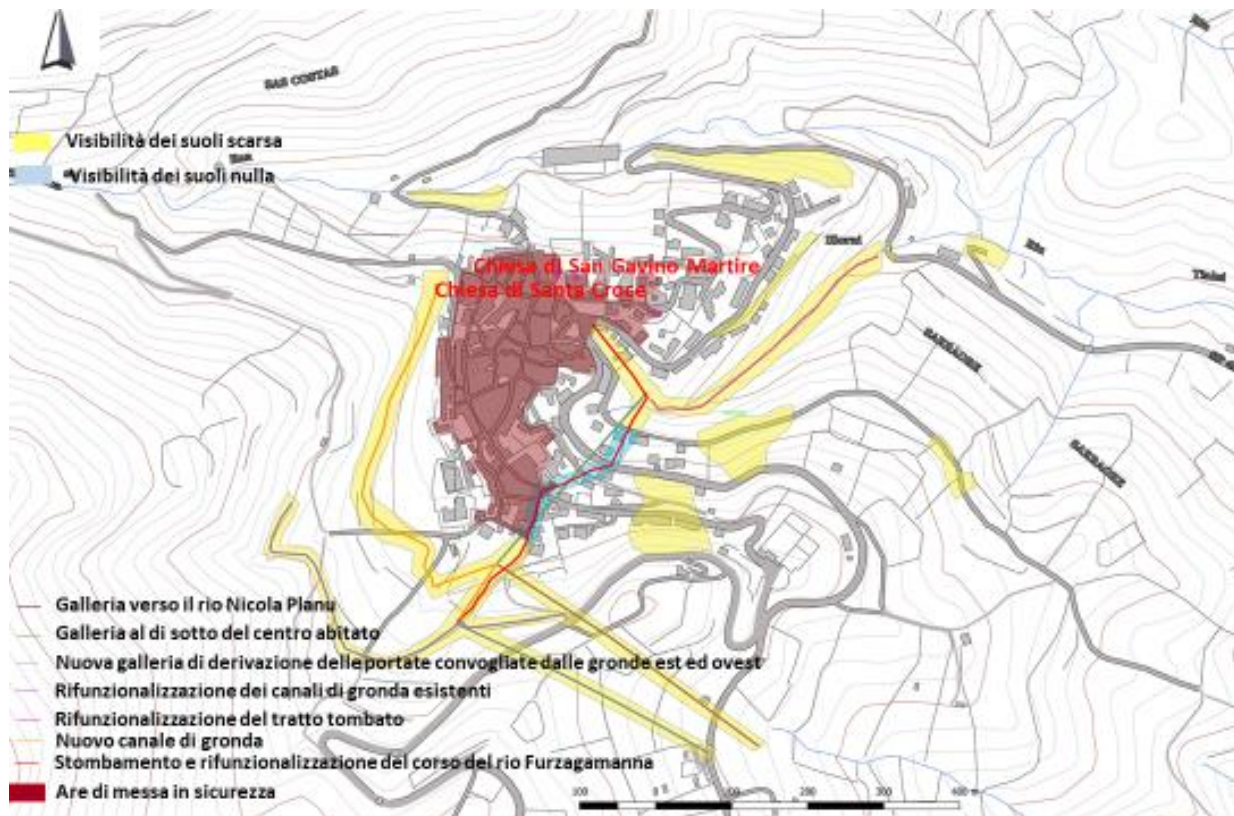 SAS COSTAS
Visibilità dei suoli scarsa
Visibilità dei suoli nulla
Chiesa di San Gavino Martire
Chiesa di Santa Croce
Galleria verso il rio Nicola Planu
Galleria al di sotto del centro abitato
Nuova galleria di derivazione delle portate convogliate dalle gronde est ed ovest
Rifunzionalizzazione dei canali di gronda esistenti
Rifunzionalizzazione del tratto tombato
Nuovo canale di gronda
Stombamento e rifunzionalizzazione del corso del rio Furzagamanna
Are di messa in sicurezza
100 0 100 200 300 400 m